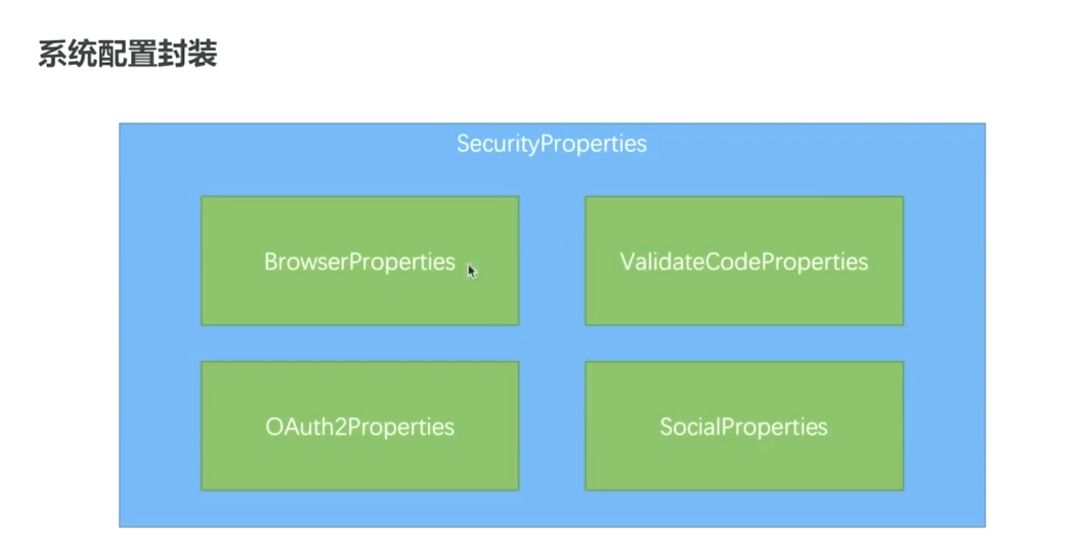 系统配置封装
SecurityProperties
BrowserProperties
ValidateCodeProperties
OAuth2Properties
SocialProperties